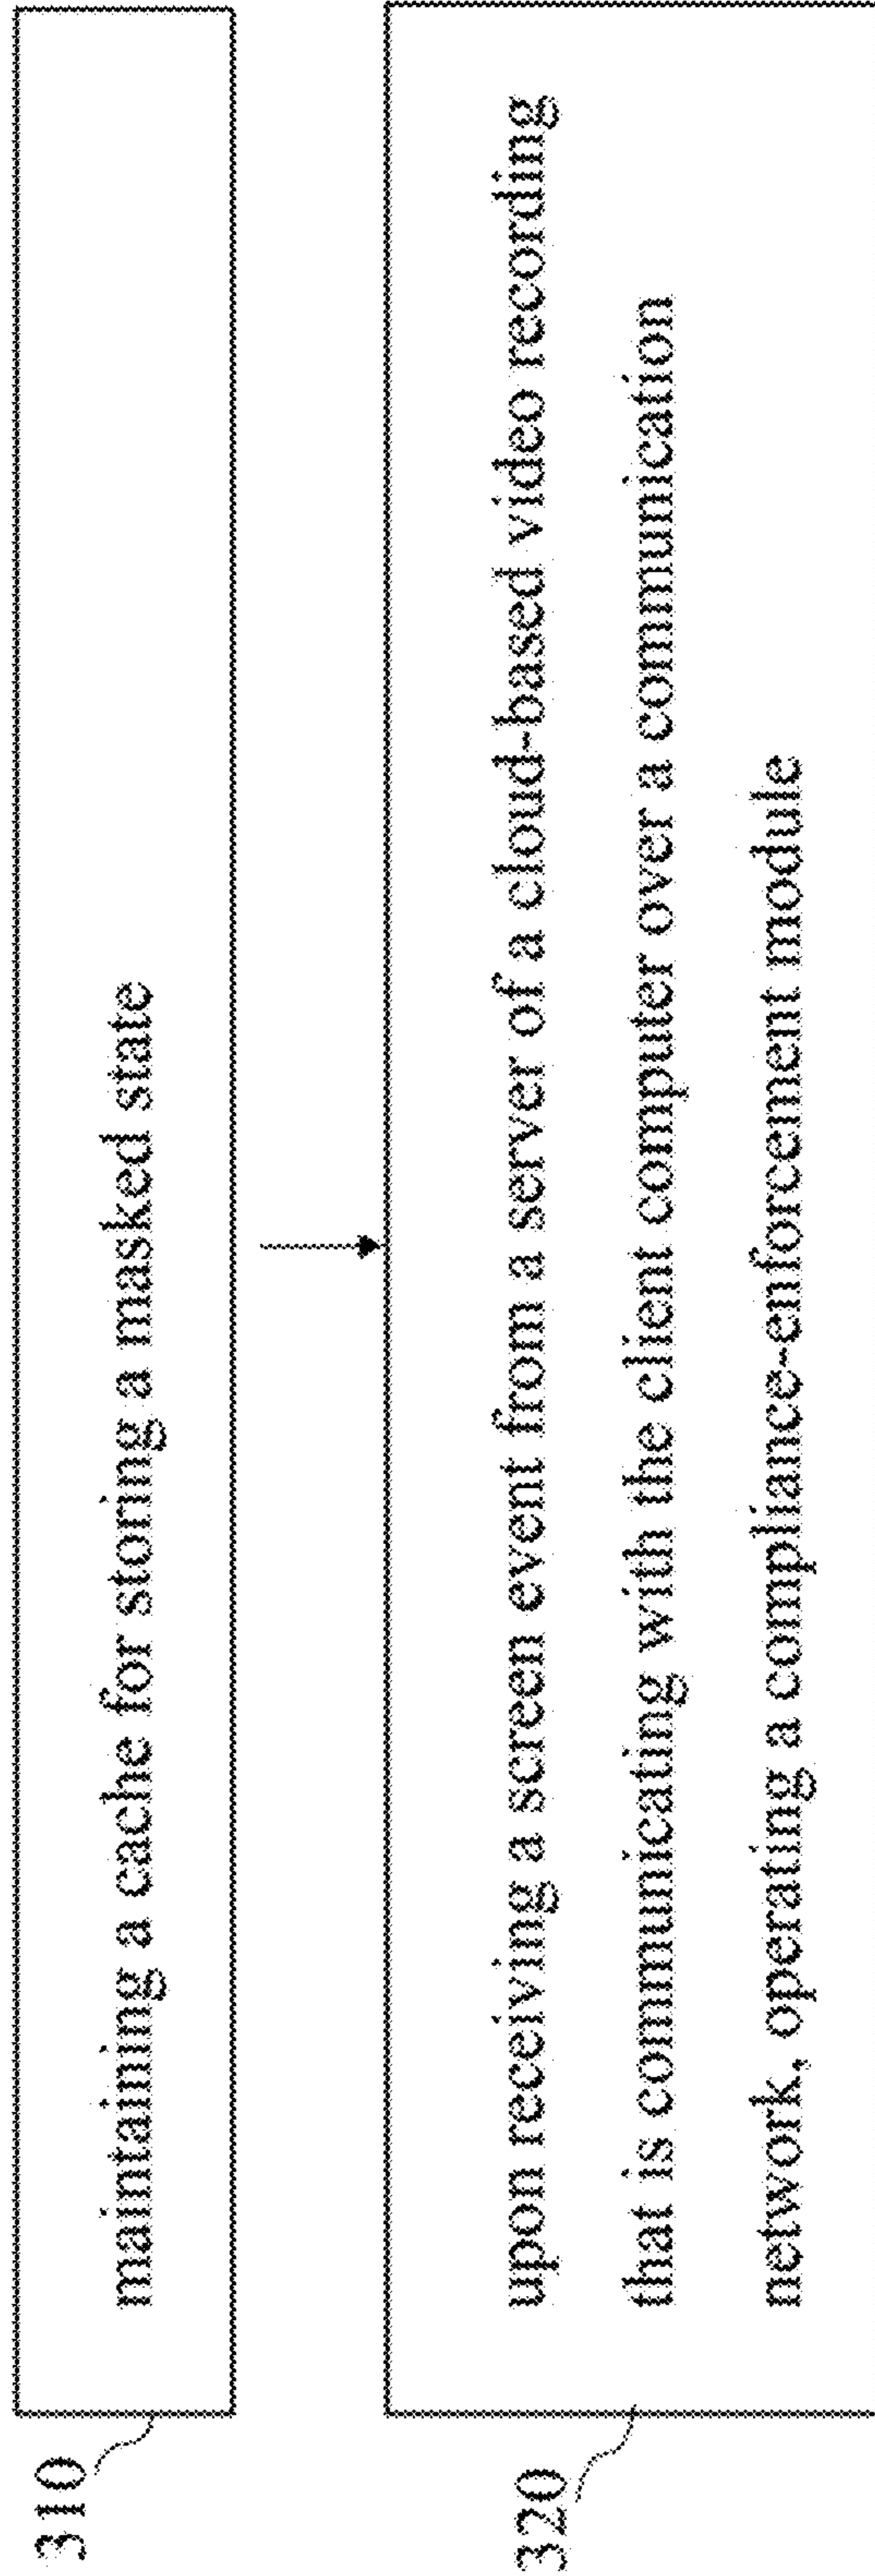 310
maintaining a cache for storing a masked state
320
upon receiving a screen event from a server of a cloud-based video recording
that is communicating with the client computer over a communication
network, operating a compliance-enforcement module